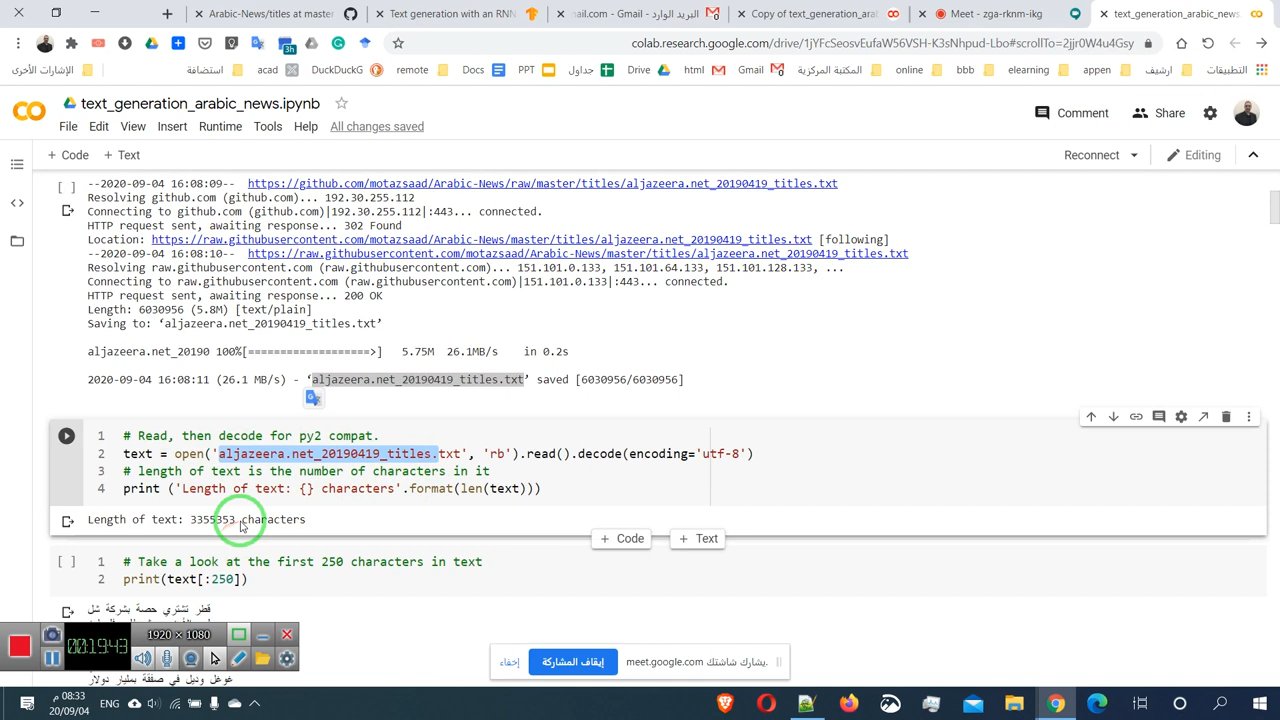 Arabic-News/titles at master
Text generation with an RNN
mail.com - Gmail - البريد الوارد
Copy of text_generation_ara
Meet - zga-rknm-ikg
text_generation_arabic_news.
3h
colab.research.google.com/drive/1jYFcSeosvEufaW56VSH-K3sNhpudLLbo#scrollTo=2jjr0W4u4Gsy
الإشارات الأخرى
استضافة
acad
DuckDuckG
remote
Docs
PPT
جداول
Drive
html
Gmail
المكتبة المركزية
online
bbb
elearning
appen
ارشيف
التطبيقات
text_generation_arabic_news.ipynb
File Edit View Insert Runtime Tools Help All changes saved
Comment Share
+ Code + Text
Reconnect Editing
--2020-09-04 16:08:09-- https://github.com/motazsaad/Arabic-News/raw/master/titles/aljazeera.net_20190419_titles.txt
Resolving github.com (github.com)... 192.30.255.112
Connecting to github.com (github.com)|192.30.255.112|:443... connected.
HTTP request sent, awaiting response... 302 Found
Location: https://raw.githubusercontent.com/motazsaad/Arabic-News/master/titles/aljazeera.net_20190419_titles.txt [following]
--2020-09-04 16:08:10-- https://raw.githubusercontent.com/motazsaad/Arabic-News/master/titles/aljazeera.net_20190419_titles.txt
Resolving raw.githubusercontent.com (raw.githubusercontent.com)... 151.101.0.133, 151.101.64.133, 151.101.128.133, ...
Connecting to raw.githubusercontent.com (raw.githubusercontent.com)|151.101.0.133|:443... connected.
HTTP request sent, awaiting response... 200 OK
Length: 6030956 (5.8M) [text/plain]
Saving to: ‘aljazeera.net_20190419_titles.txt’
aljazeera.net_20190 100%[===================>] 5.75M 26.1MB/s in 0.2s
2020-09-04 16:08:11 (26.1 MB/s) - ‘aljazeera.net_20190419_titles.txt’ saved [6030956/6030956]
1 # Read, then decode for py2 compat.
2 text = open('aljazeera.net_20190419_titles.txt', 'rb').read().decode(encoding='utf-8')
3 # length of text is the number of characters in it
4 print ('Length of text: {} characters'.format(len(text)))
Length of text: 3355353 characters
+ Code + Text
[ ] 1 # Take a look at the first 250 characters in text
2 print(text[:250])
قطر تشتري حصة بشركة شل
1920 × 1080
00:19:43
meet.google.com يشارك شاشتك.
إيقاف المشاركة
إخفاء
غوغل وديل في صفقة بمليار دولار
08:33 م
20/09/04
ENG